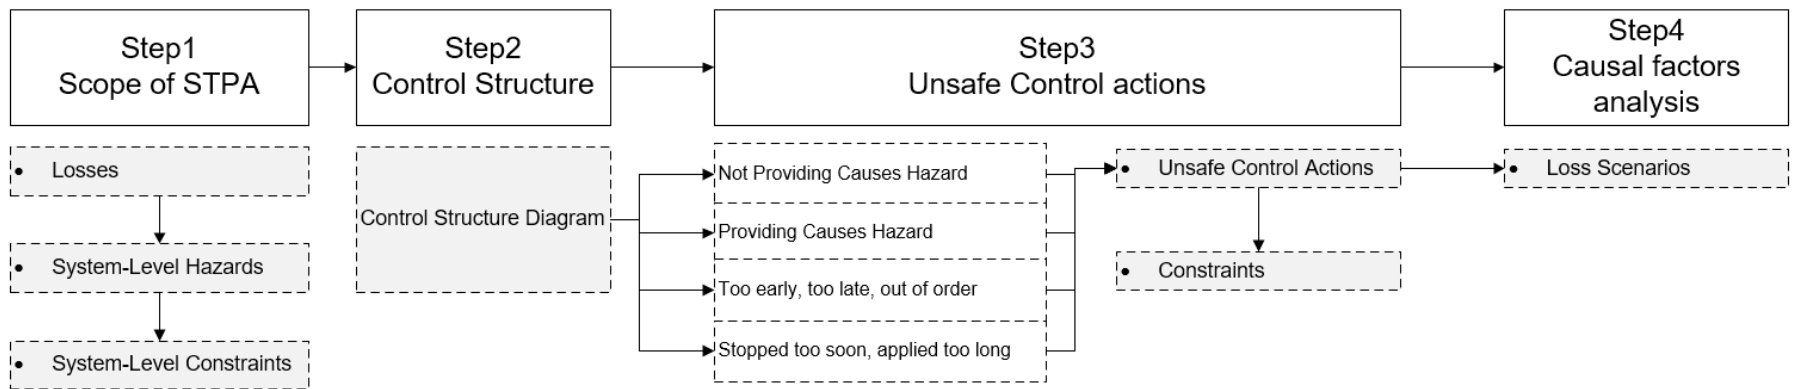 Step1
Scope of STPA
Step2
Control Structure
Step3
Unsafe Control actions
Step4
Causal factors
analysis
• Losses
• System-Level Hazards
• System-Level Constraints
Control Structure Diagram
Not Providing Causes Hazard
Providing Causes Hazard
Too early, too late, out of order
Stopped too soon, applied too long
• Unsafe Control Actions
• Constraints
• Loss Scenarios